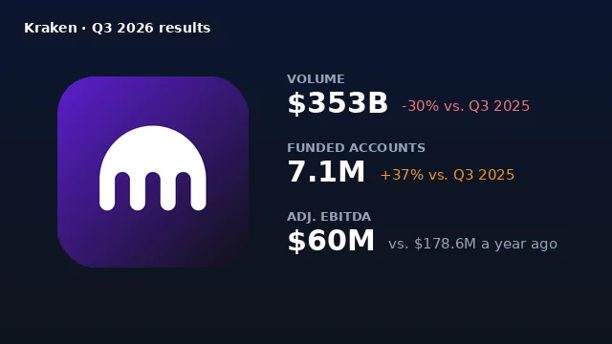 Kraken · Q3 2026 results
VOLUME
$353B -30% vs. Q3 2025
FUNDED ACCOUNTS
7.1M +37% vs. Q3 2025
ADJ. EBITDA
$60M vs. $178.6M a year ago